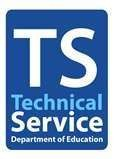 TS
Technical
Service
Department of Education